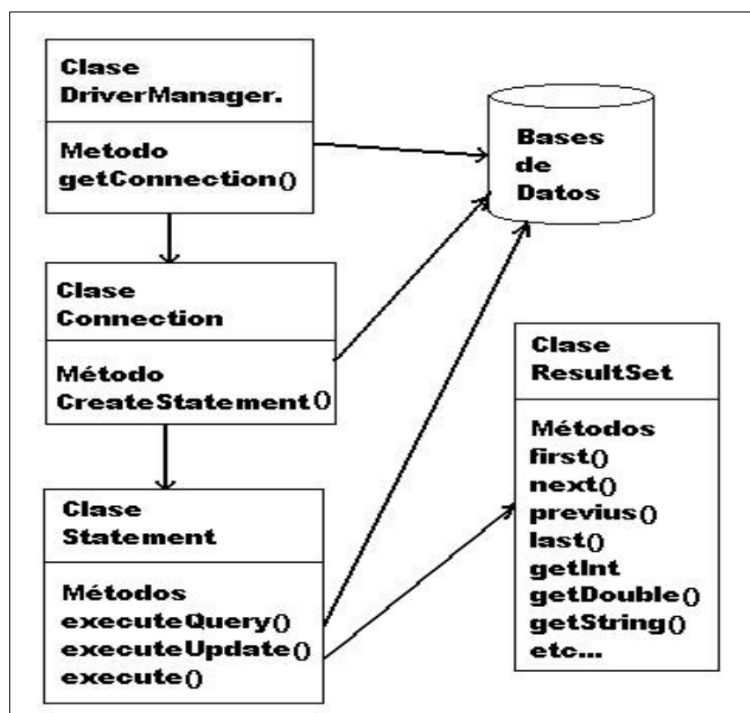 Clase
DriverManager.
Metodo
getConnection()
Bases
de
Datos
Clase
Connection
Método
CreateStatement()
Clase
Statement
Métodos
executeQuery()
executeUpdate()
execute()
Clase
ResultSet
Métodos
first()
next()
previus()
last()
getInt
getDouble()
getString()
etc...